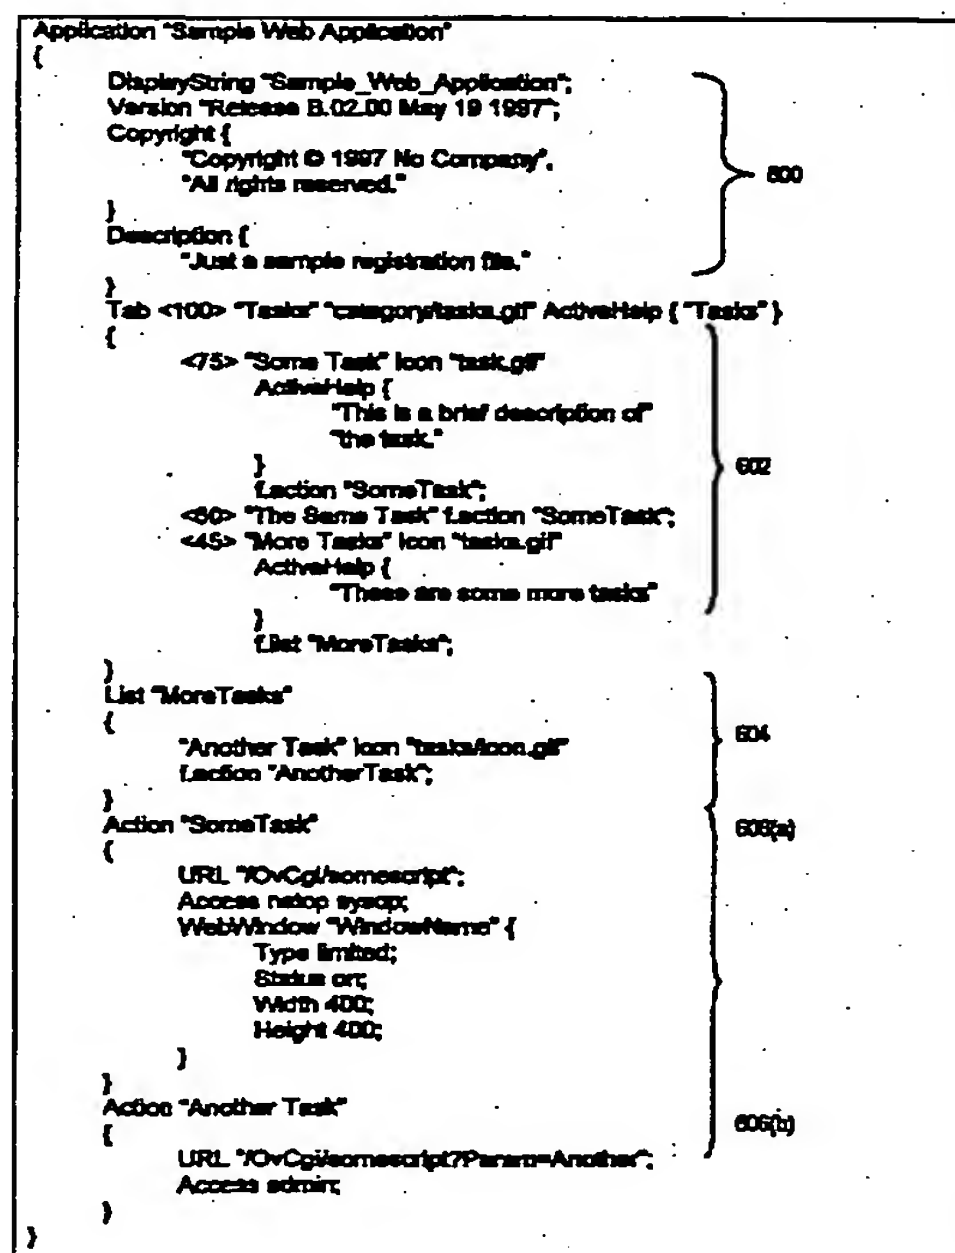 Application "Sample Web Application"
{
DisplayString "Sample_Web_Application";
Version "Release B.02.00 May 19 1997";
Copyright {
"Copyright © 1997 No Company",
"All rights reserved."
}
600
Description {
"Just a sample registration file."
}
Tab <100> "Tasks" "category/tasks.gif" ActiveHelp { "Tasks" }
{
<75> "Some Task" Icon "task.gif"
ActiveHelp {
"This is a brief description of"
"the task."
}
602
f.action "SomeTask";
<60> "The Same Task" f.action "SomeTask";
<45> "More Tasks" Icon "tasks.gif"
ActiveHelp {
"These are some more tasks"
}
f.list "MoreTasks";
}
List "MoreTasks"
{
604
"Another Task" Icon "tasks/icon.gif"
f.action "AnotherTask";
}
Action "SomeTask"
606(a)
{
URL "/OvCgi/somescript";
Access netop sysop;
WebWindow "WindowName" {
Type limited;
Status on;
Width 400;
Height 400;
}
}
Action "Another Task"
606(b)
{
URL "/OvCgi/somescript?Param=Another";
Access admin;
}
}